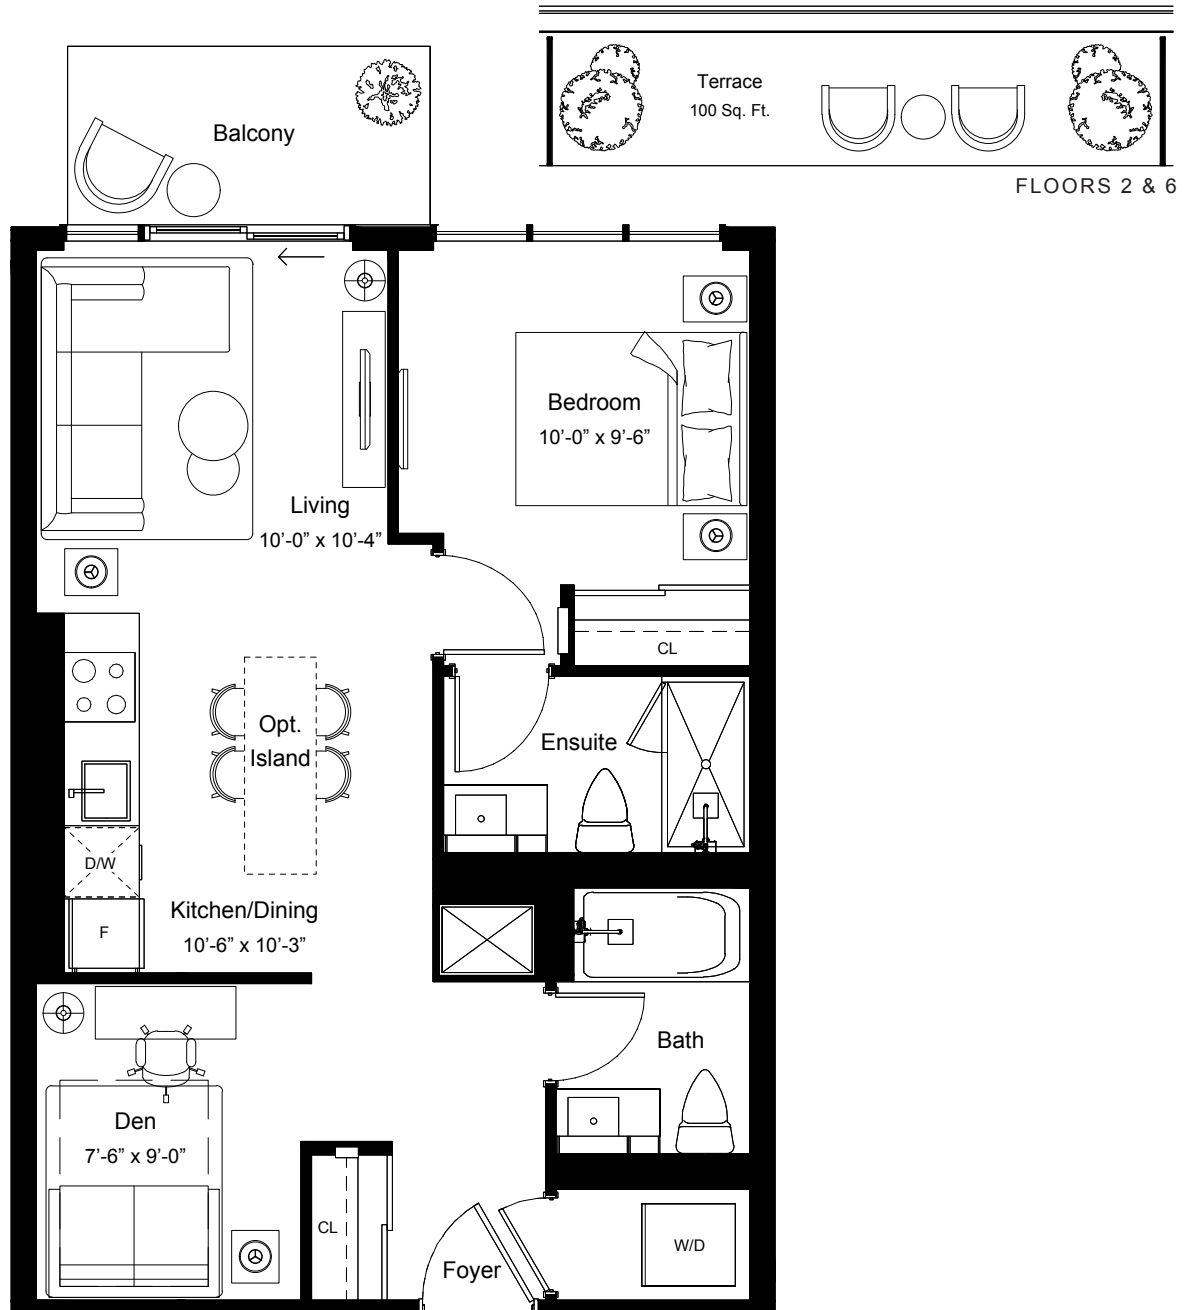 Terrace
100 Sq. Ft.
Balcony
FLOORS 2 & 6
Bedroom
10’-0” x 9’-6”
Living
10’-0” x 10’-4”
CL
Opt.
Island
Ensuite
D/W
Kitchen/Dining
F
10’-6” x 10’-3”
Bath
Den
7’-6” x 9’-0”
CL
W/D
Foyer